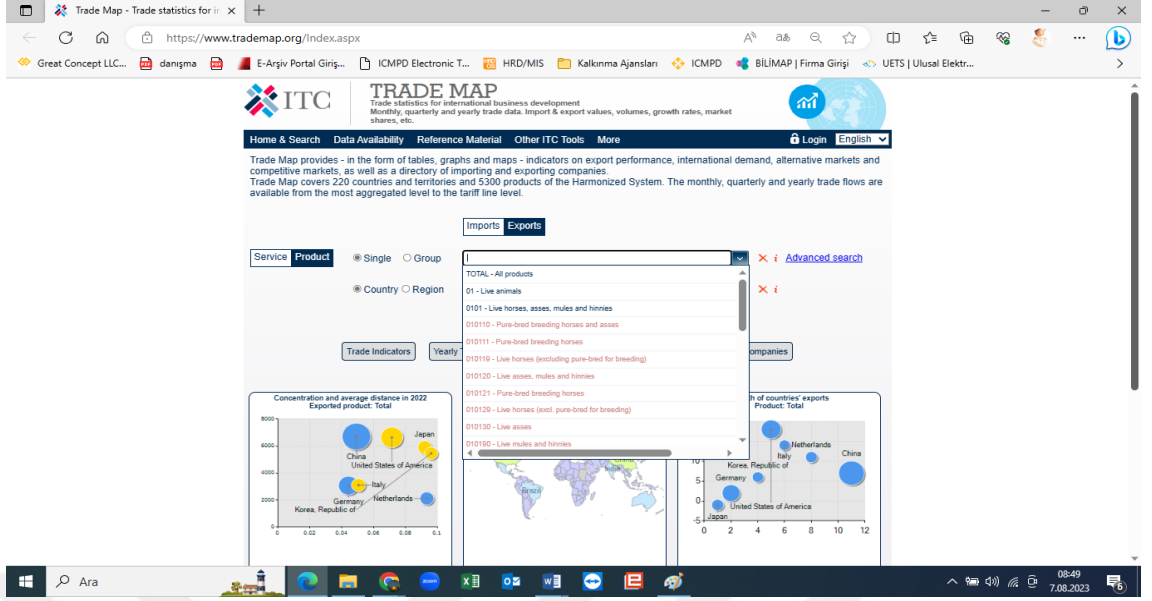 Trade Map - Trade statistics for in
https://www.trademap.org/Index.aspx
Great Concept LLC...
danışma
E-Arşiv Portal Giriş...
ICMPD Electronic T...
HRD/MIS
Kalkınma Ajansları
ICMPD
BİLİMAP | Firma Girişi
UETS | Ulusal Elektr...
ITC
TRADE MAP
Trade statistics for international business development
Monthly, quarterly and yearly trade data. Import & export values, volumes, growth rates, market
shares, etc.
Home & Search Data Availability Reference Material Other ITC Tools More Login English
Trade Map provides - in the form of tables, graphs and maps - indicators on export performance, international demand, alternative markets and
competitive markets, as well as a directory of importing and exporting companies.
Trade Map covers 220 countries and territories and 5300 products of the Harmonized System. The monthly, quarterly and yearly trade flows are
available from the most aggregated level to the tariff line level.
Imports Exports
Service Product Single Group Advanced search
Country Region
TOTAL - All products
01 - Live animals
0101 - Live horses, asses, mules and hinnies
010110 - Pure-bred breeding horses and asses
010111 - Pure-bred breeding horses
010119 - Live horses (excluding pure-bred for breeding)
010120 - Live asses, mules and hinnies
010121 - Pure-bred breeding horses
010129 - Live horses (excl. pure-bred for breeding)
010130 - Live asses
010190 - Live mules and hinnies
Trade Indicators Yearly T ompanies
Concentration and average distance in 2022
Exported product: Total
8000
6000
4000
2000
0
0 0.02 0.04 0.06 0.08 0.1
Japan
China
United States of America
Italy
Germany
Netherlands
Korea, Republic of
India
Brazil
h of countries' exports
Product: Total
10
5
0
-5
0 2 4 6 8 10 12
Netherlands
Italy
China
Korea, Republic of
Germany
United States of America
Japan
Ara
zoom
08:49
7.08.2023
6